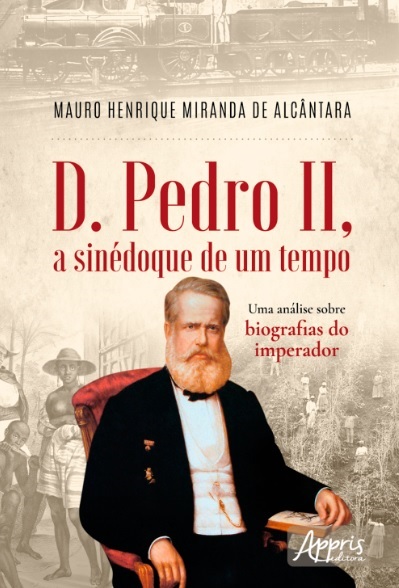 MAURO HENRIQUE MIRANDA DE ALCÂNTARA
D. Pedro II,
a sinédoque de um tempo
Uma análise sobre
biografias do
imperador
Appris
editora